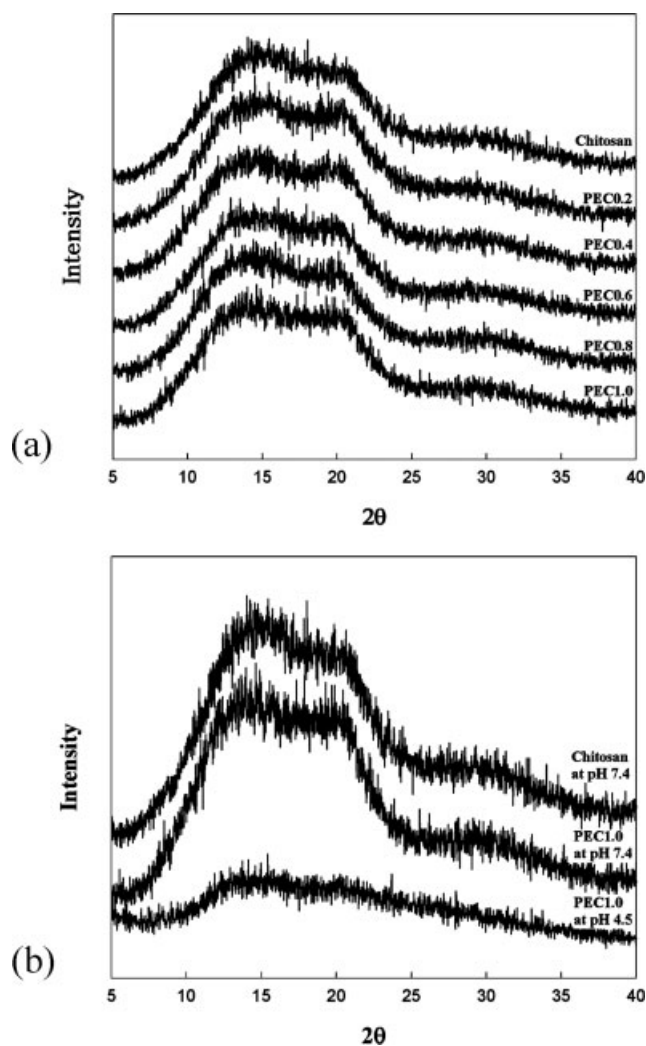 Intensity
Chitosan
PEC0.2
PEC0.4
PEC0.6
PEC0.8
PEC1.0
(a)
5 10 15 20 25 30 35 40
2θ
Intensity
Chitosan
at pH 7.4
PEC1.0
at pH 7.4
PEC1.0
at pH 4.5
(b)
5 10 15 20 25 30 35 40
2θ